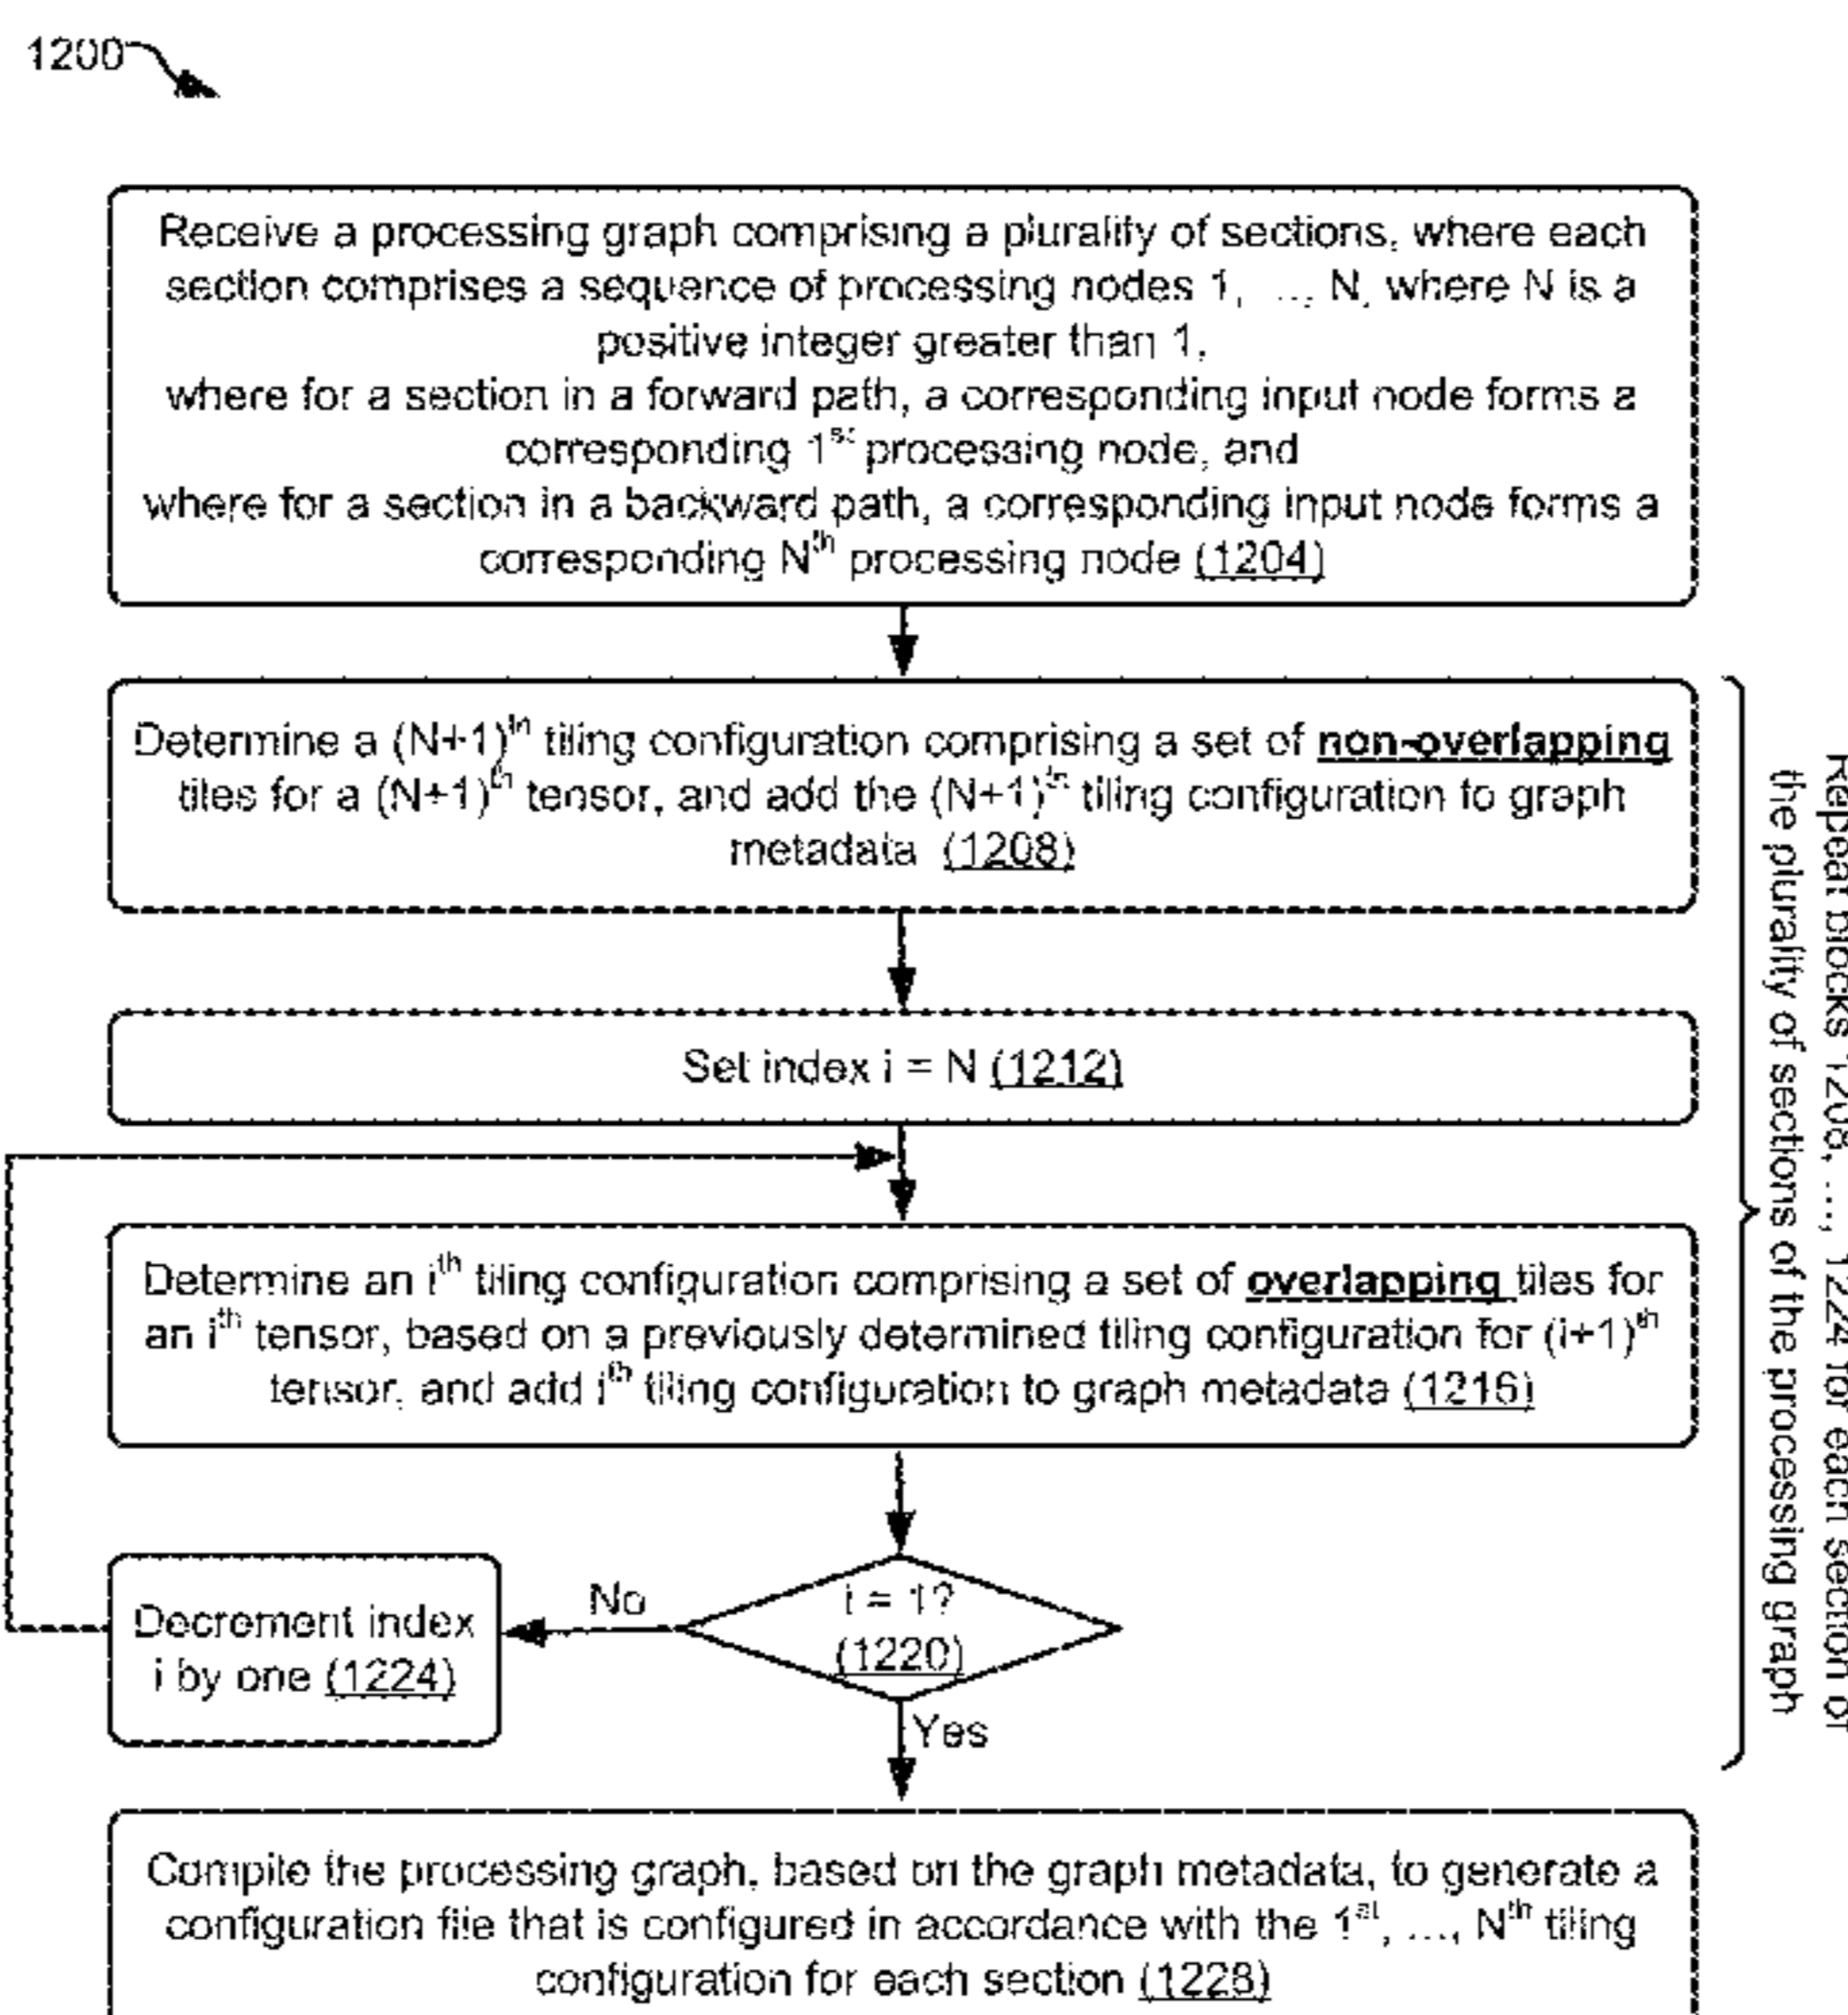 1200
Receive a processing graph comprising a plurality of sections, where each
section comprises a sequence of processing nodes 1, ..., N, where N is a
positive integer greater than 1,
where for a section in a forward path, a corresponding input node forms a
corresponding 1st processing node, and
where for a section in a backward path, a corresponding input node forms a
corresponding Nth processing node (1204)
Determine a (N+1)th tiling configuration comprising a set of non-overlapping
tiles for a (N+1)th tensor, and add the (N+1)th tiling configuration to graph
metadata (1208)
Set index i = N (1212)
Determine an ith tiling configuration comprising a set of overlapping tiles for
an ith tensor, based on a previously determined tiling configuration for (i+1)th
tensor, and add ith tiling configuration to graph metadata (1216)
i = 1?
(1220)
No
Decrement index
i by one (1224)
Yes
Compile the processing graph, based on the graph metadata, to generate a
configuration file that is configured in accordance with the 1st, ..., Nth tiling
configuration for each section (1228)
Repeat blocks 1208, ..., 1224 for each section of
the plurality of sections of the processing graph